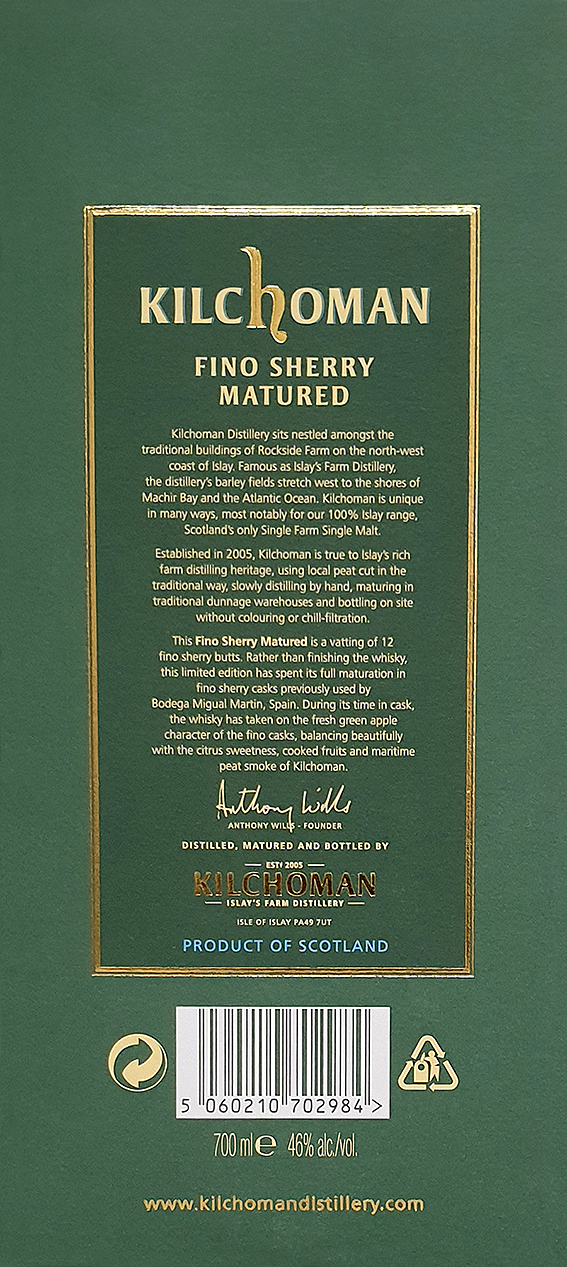 KILCHOMAN
FINO SHERRY
MATURED
Kilchoman Distillery sits nestled amongst the
traditional buildings of Rockside Farm on the north-west
coast of Islay. Famous as Islay's Farm Distillery,
the distillery's barley fields stretch west to the shores of
Machir Bay and the Atlantic Ocean. Kilchoman is unique
in many ways, most notably for our 100% Islay range,
Scotland's only Single Farm Single Malt.
Established in 2005, Kilchoman is true to Islay's rich
farm distilling heritage, using local peat cut in the
traditional way, slowly distilling by hand, maturing in
traditional dunnage warehouses and bottling on site
without colouring or chill-filtration.
This Fino Sherry Matured is a vatting of 12
fino sherry butts. Rather than finishing the whisky,
this limited edition has spent its full maturation in
fino sherry casks previously used by
Bodega Migual Martin, Spain. During its time in cask,
the whisky has taken on the fresh green apple
character of the fino casks, balancing beautifully
with the citrus sweetness, cooked fruits and maritime
peat smoke of Kilchoman.
Anthony Wills
ANTHONY WILLS - FOUNDER
DISTILLED, MATURED AND BOTTLED BY
ESTd 2005
KILCHOMAN
ISLAY'S FARM DISTILLERY
ISLE OF ISLAY PA49 7UT
PRODUCT OF SCOTLAND
5 060210 702984 >
700 ml e 46% alc./vol.
www.kilchomandistillery.com